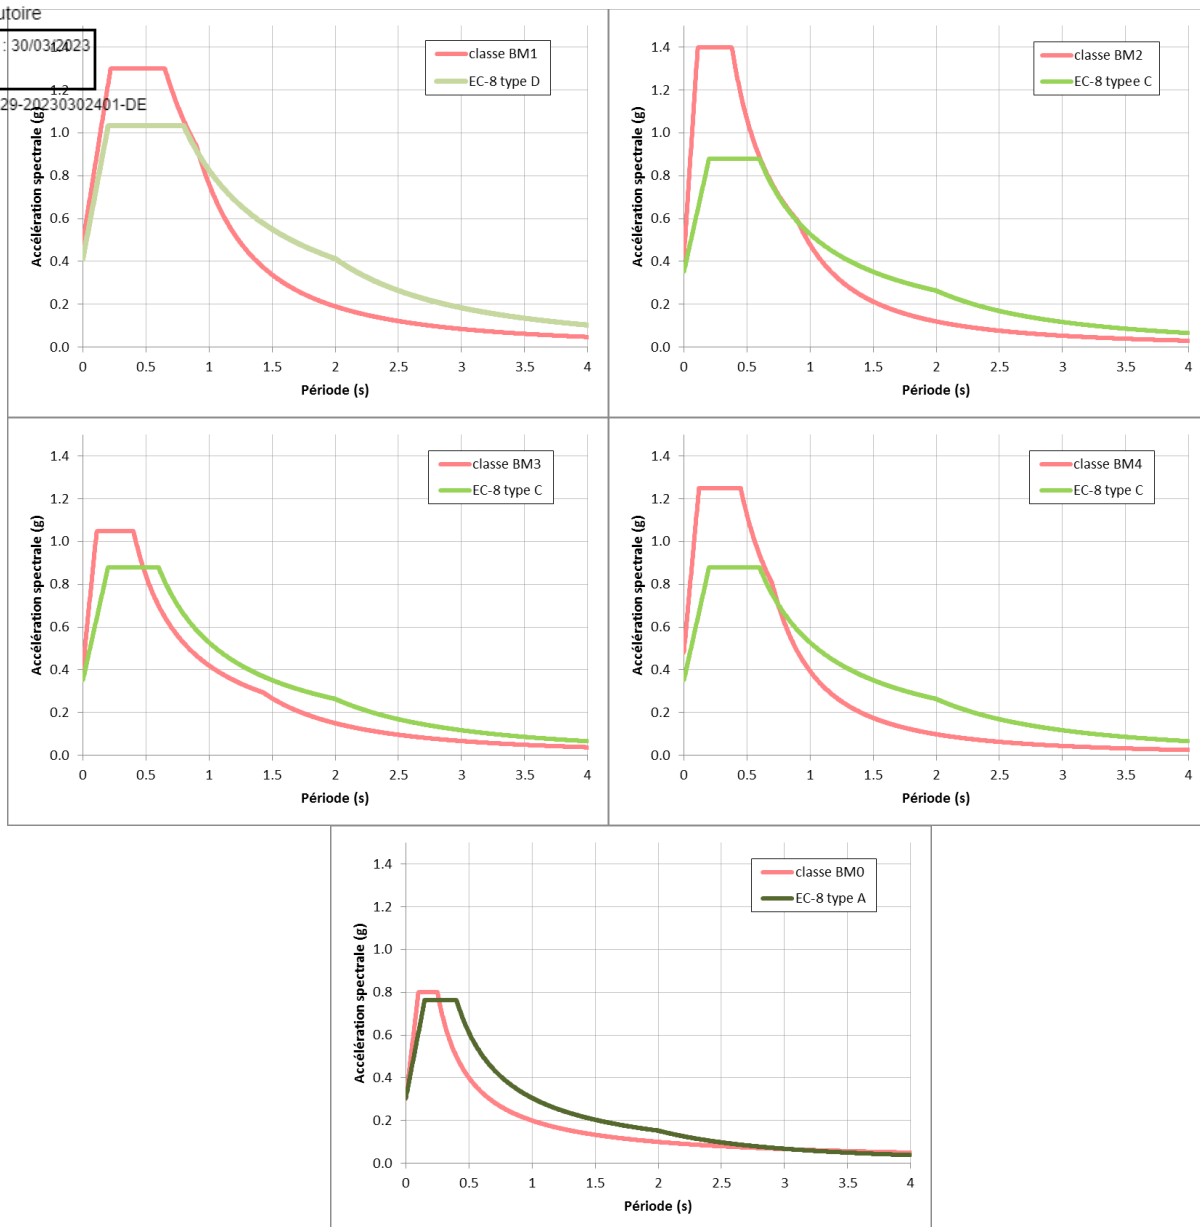 utoire
: 30/03/2023
29-20230302401-DE
1.4
1.2
1.0
0.8
0.6
0.4
0.2
0.0
0 0.5 1 1.5 2 2.5 3 3.5 4
Accélération spectrale (g)
Période (s)
classe BM1
EC-8 type D
1.4
1.2
1.0
0.8
0.6
0.4
0.2
0.0
0 0.5 1 1.5 2 2.5 3 3.5 4
Accélération spectrale (g)
Période (s)
classe BM2
EC-8 typee C
1.4
1.2
1.0
0.8
0.6
0.4
0.2
0.0
0 0.5 1 1.5 2 2.5 3 3.5 4
Accélération spectrale (g)
Période (s)
classe BM3
EC-8 type C
1.4
1.2
1.0
0.8
0.6
0.4
0.2
0.0
0 0.5 1 1.5 2 2.5 3 3.5 4
Accélération spectrale (g)
Période (s)
classe BM4
EC-8 type C
1.4
1.2
1.0
0.8
0.6
0.4
0.2
0.0
0 0.5 1 1.5 2 2.5 3 3.5 4
Accélération spectrale (g)
Période (s)
classe BM0
EC-8 type A